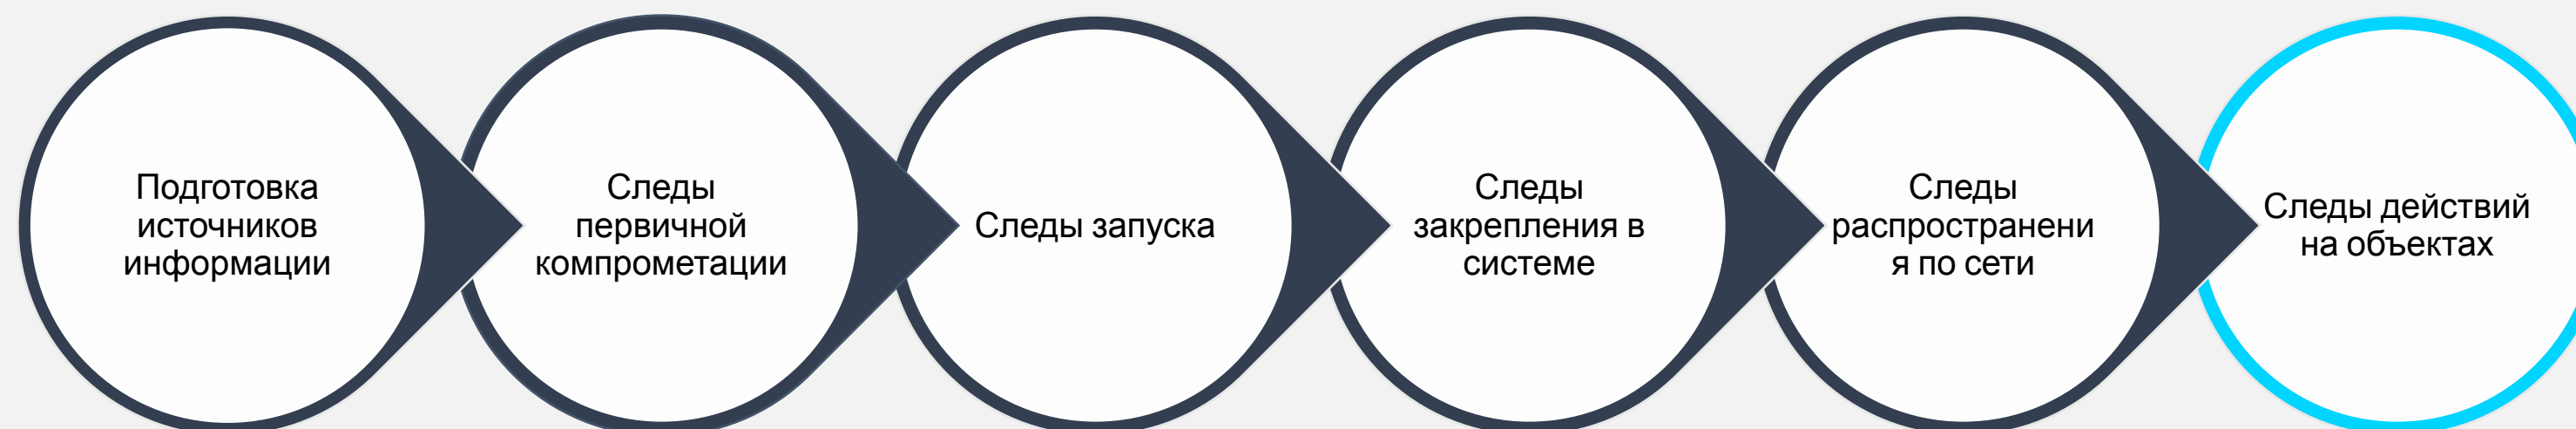 Подготовка
источников
информации
Следы
первичной
компрометации
Следы запуска
Следы
закрепления в
системе
Следы
распространени
я по сети
Следы действий
на объектах